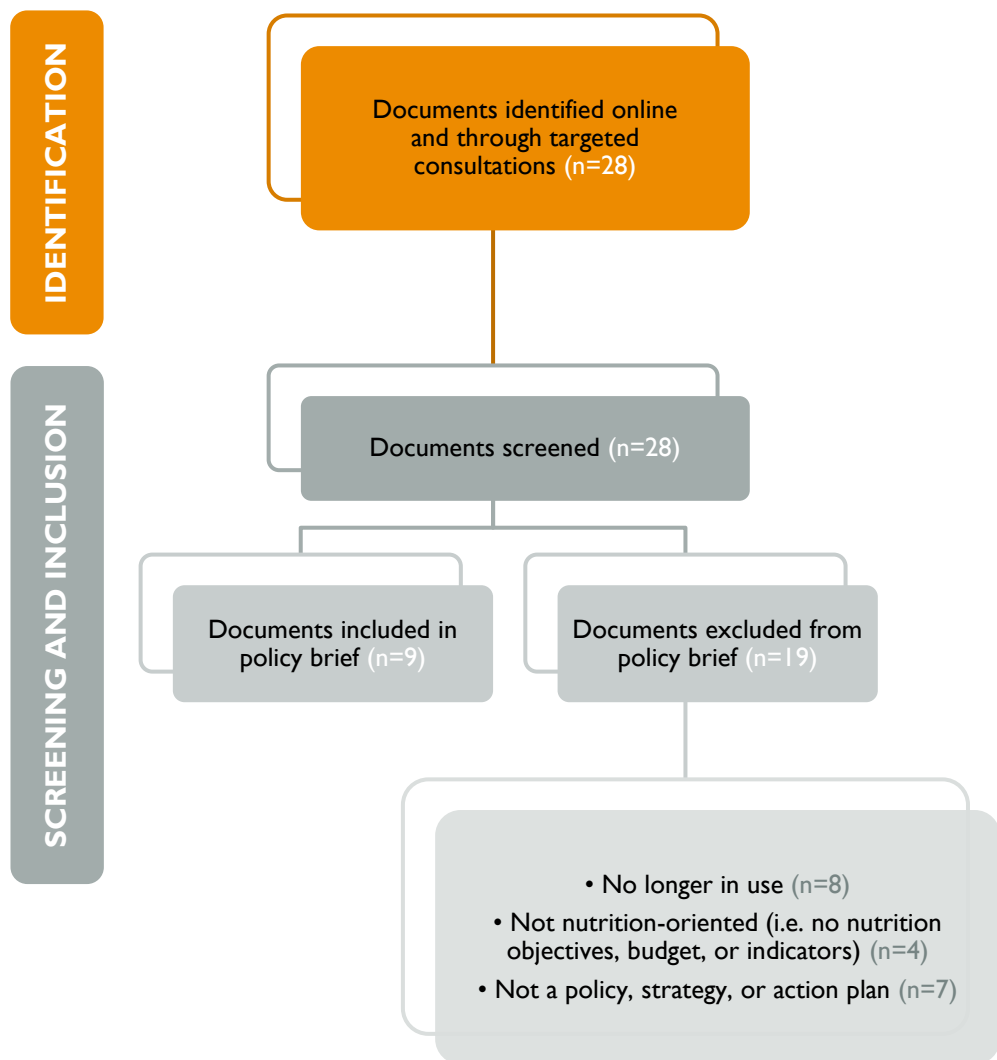 IDENTIFICATION
Documents identified online
and through targeted
consultations (n=28)
SCREENING AND INCLUSION
Documents screened (n=28)
Documents included in
policy brief (n=9)
Documents excluded from
policy brief (n=19)
• No longer in use (n=8)
• Not nutrition-oriented (i.e. no nutrition
objectives, budget, or indicators) (n=4)
• Not a policy, strategy, or action plan (n=7)